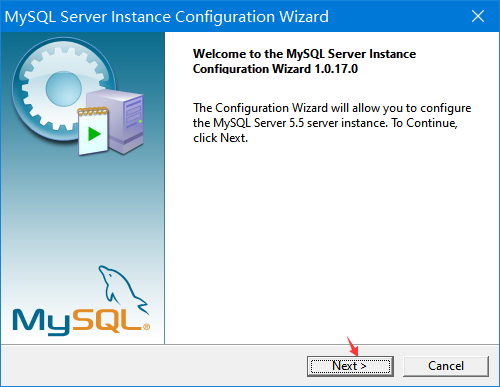 MySQL Server Instance Configuration Wizard
Welcome to the MySQL Server Instance
Configuration Wizard 1.0.17.0
The Configuration Wizard will allow you to configure
the MySQL Server 5.5 server instance. To Continue,
click Next.
MySQL®
Next >
Cancel